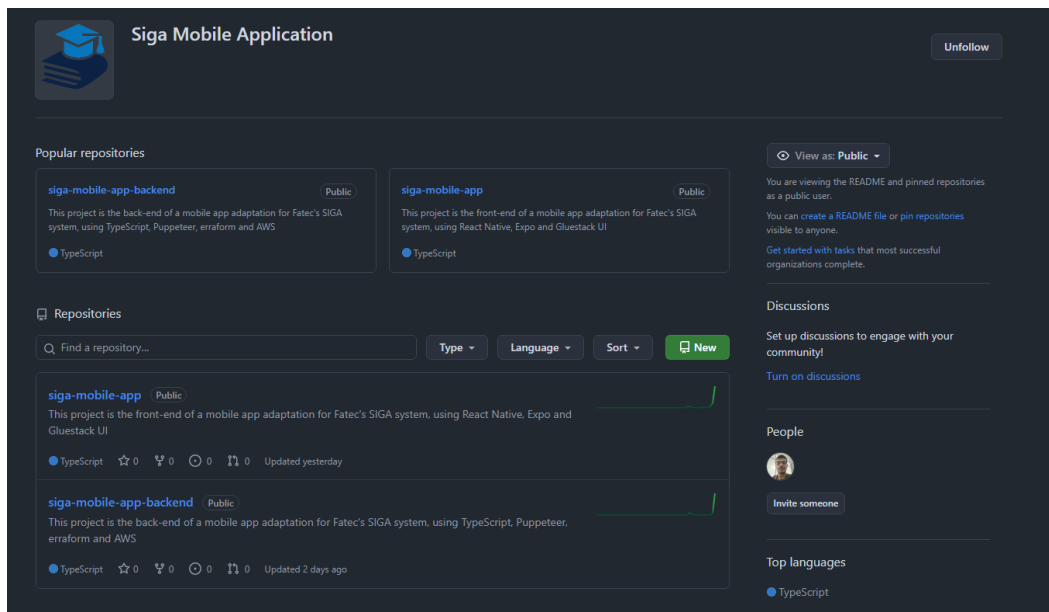 Siga Mobile Application
Unfollow
Popular repositories
siga-mobile-app-backend
Public
This project is the back-end of a mobile app adaptation for Fatec's SIGA
system, using TypeScript, Puppeteer, erraform and AWS
TypeScript
siga-mobile-app
Public
This project is the front-end of a mobile app adaptation for Fatec's SIGA
system, using React Native, Expo and Gluestack UI
TypeScript
Repositories
Find a repository...
Type
Language
Sort
New
siga-mobile-app Public
This project is the front-end of a mobile app adaptation for Fatec's SIGA system, using React Native, Expo and
Gluestack UI
TypeScript 0 0 0 0 Updated yesterday
siga-mobile-app-backend Public
This project is the back-end of a mobile app adaptation for Fatec's SIGA system, using TypeScript, Puppeteer,
erraform and AWS
TypeScript 0 0 0 0 Updated 2 days ago
View as: Public
You are viewing the README and pinned repositories
as a public user.
You can create a README file or pin repositories
visible to anyone.
Get started with tasks that most successful
organizations complete.
Discussions
Set up discussions to engage with your
community!
Turn on discussions
People
Invite someone
Top languages
TypeScript